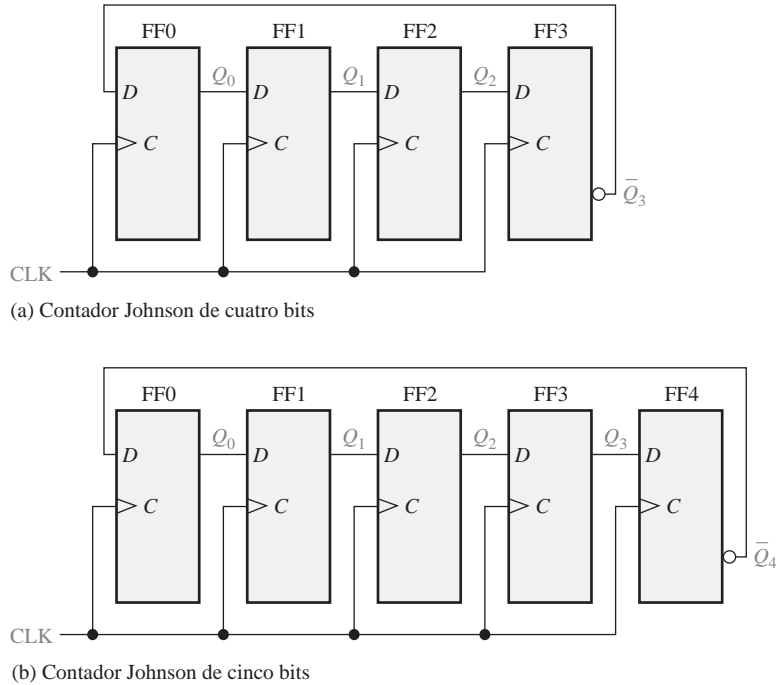 FF0 FF1 FF2 FF3
Q0 Q1 Q2
D D D D
C C C C
Q̅3
CLK
(a) Contador Johnson de cuatro bits
FF0 FF1 FF2 FF3 FF4
Q0 Q1 Q2 Q3
D D D D D
C C C C C
Q̅4
CLK
(b) Contador Johnson de cinco bits